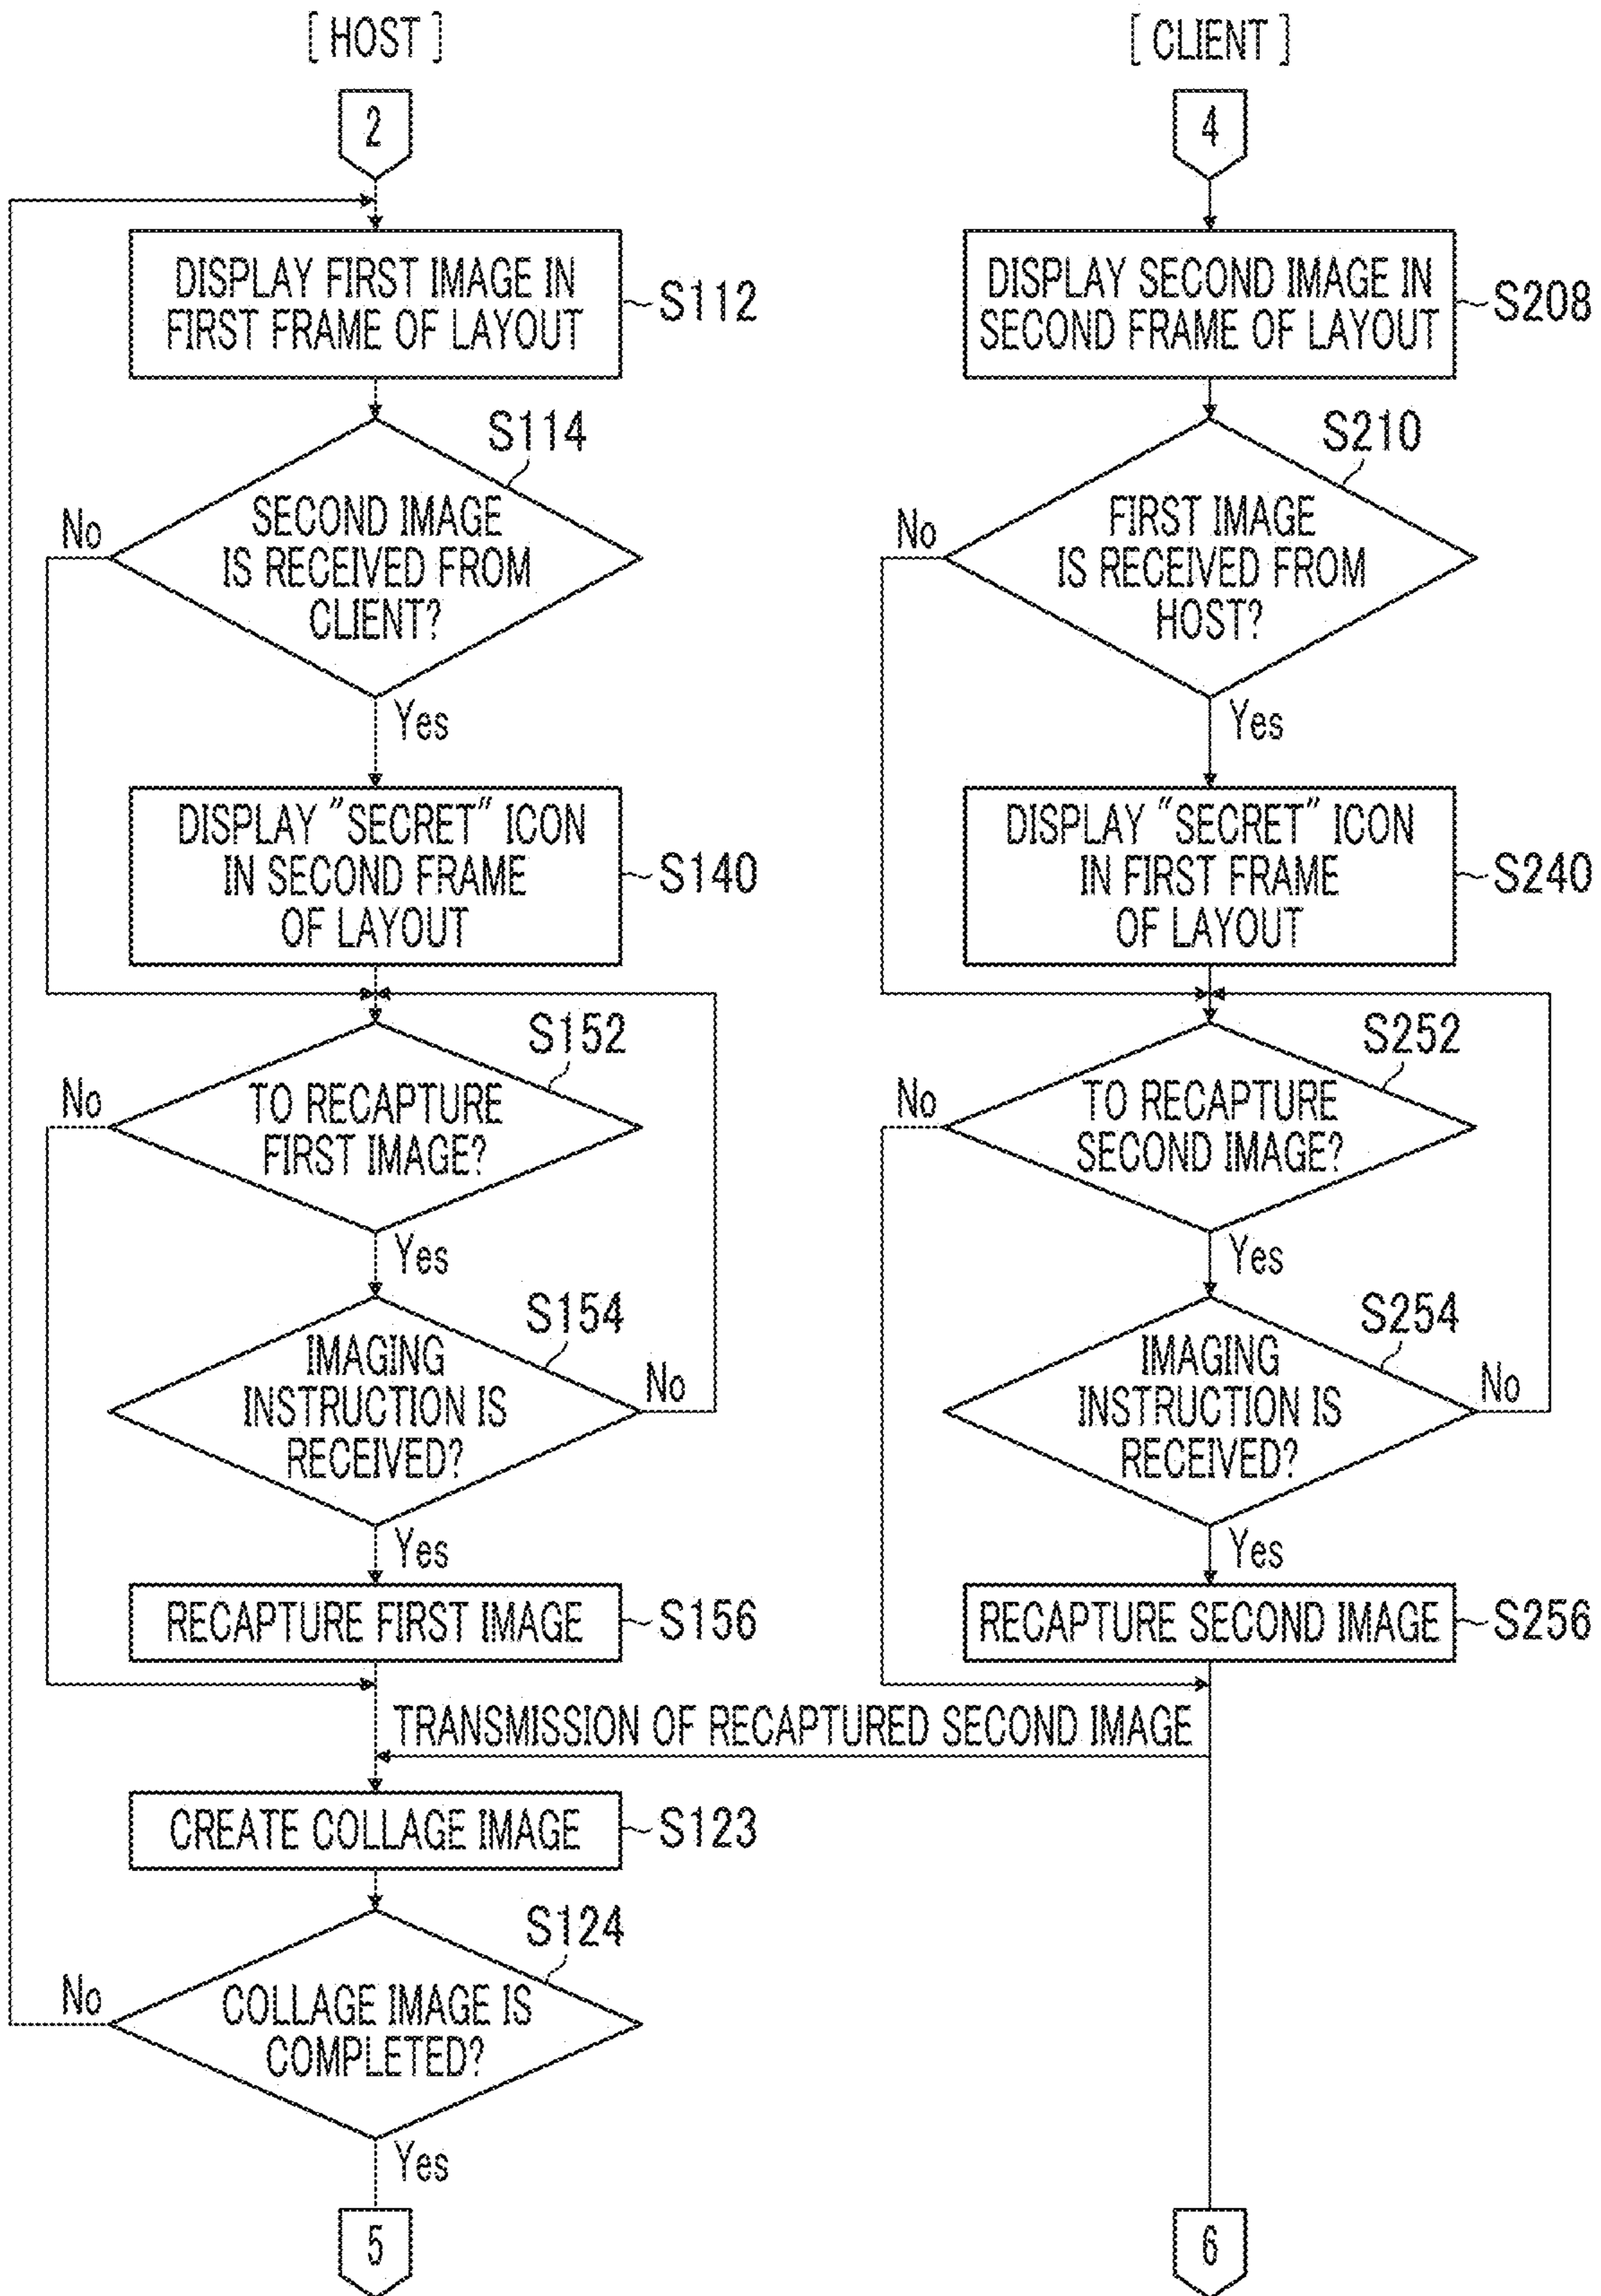 [ HOST ]
2
DISPLAY FIRST IMAGE IN
FIRST FRAME OF LAYOUT
S112
S114
SECOND IMAGE
IS RECEIVED FROM
CLIENT?
No
Yes
DISPLAY "SECRET" ICON
IN SECOND FRAME
OF LAYOUT
S140
S152
TO RECAPTURE
FIRST IMAGE?
No
Yes
S154
IMAGING
INSTRUCTION IS
RECEIVED?
No
Yes
RECAPTURE FIRST IMAGE
S156
TRANSMISSION OF RECAPTURED SECOND IMAGE
CREATE COLLAGE IMAGE
S123
S124
COLLAGE IMAGE IS
COMPLETED?
No
Yes
5
[ CLIENT ]
4
DISPLAY SECOND IMAGE IN
SECOND FRAME OF LAYOUT
S208
S210
FIRST IMAGE
IS RECEIVED FROM
HOST?
No
Yes
DISPLAY "SECRET" ICON
IN FIRST FRAME
OF LAYOUT
S240
S252
TO RECAPTURE
SECOND IMAGE?
No
Yes
S254
IMAGING
INSTRUCTION IS
RECEIVED?
No
Yes
RECAPTURE SECOND IMAGE
S256
6